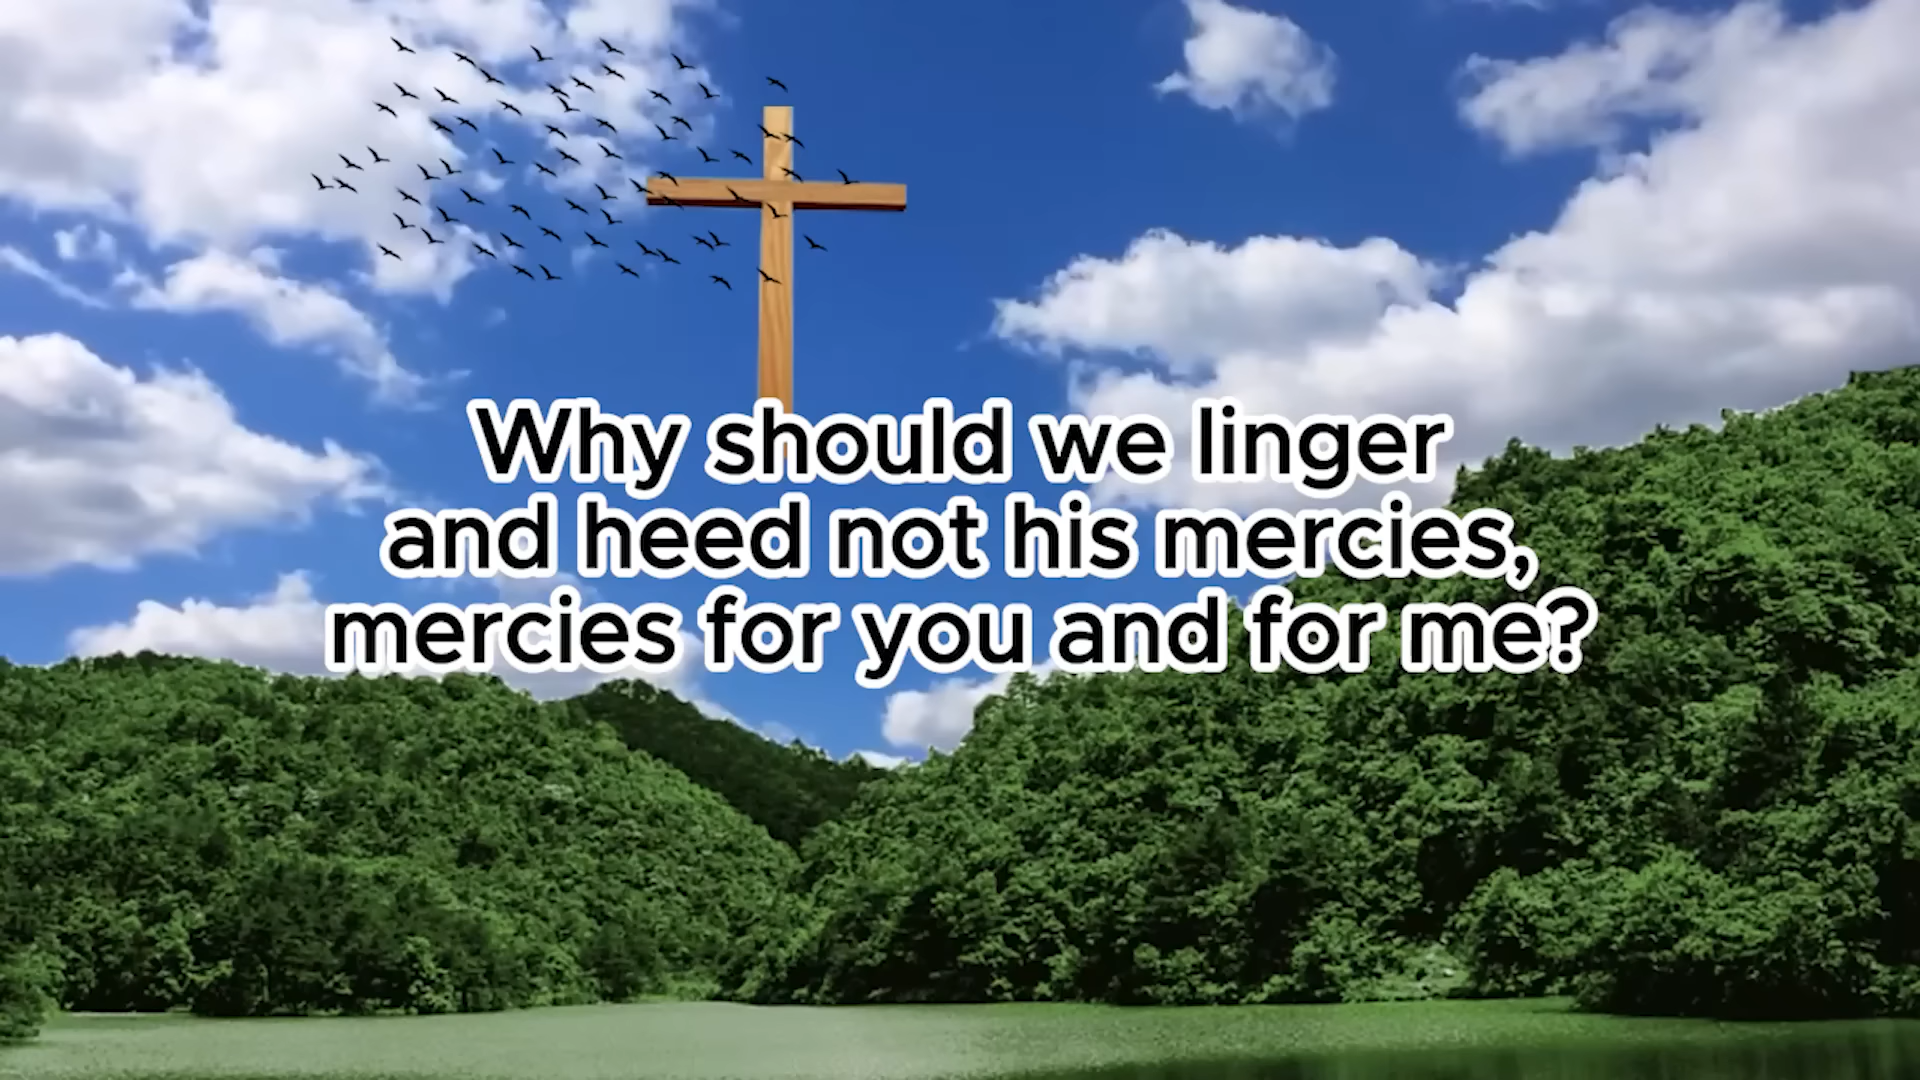 Why should we linger
and heed not his mercies,
mercies for you and for me?